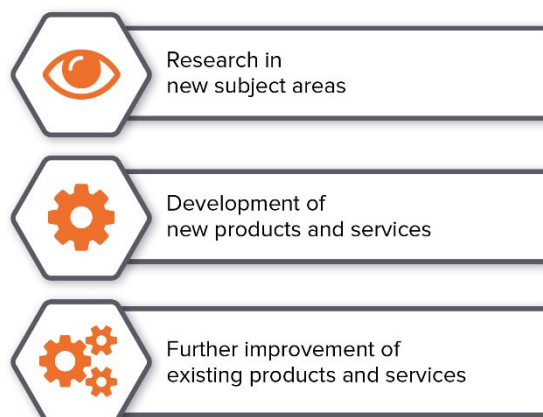 Research in
new subject areas
Development of
new products and services
Further improvement of
existing products and services